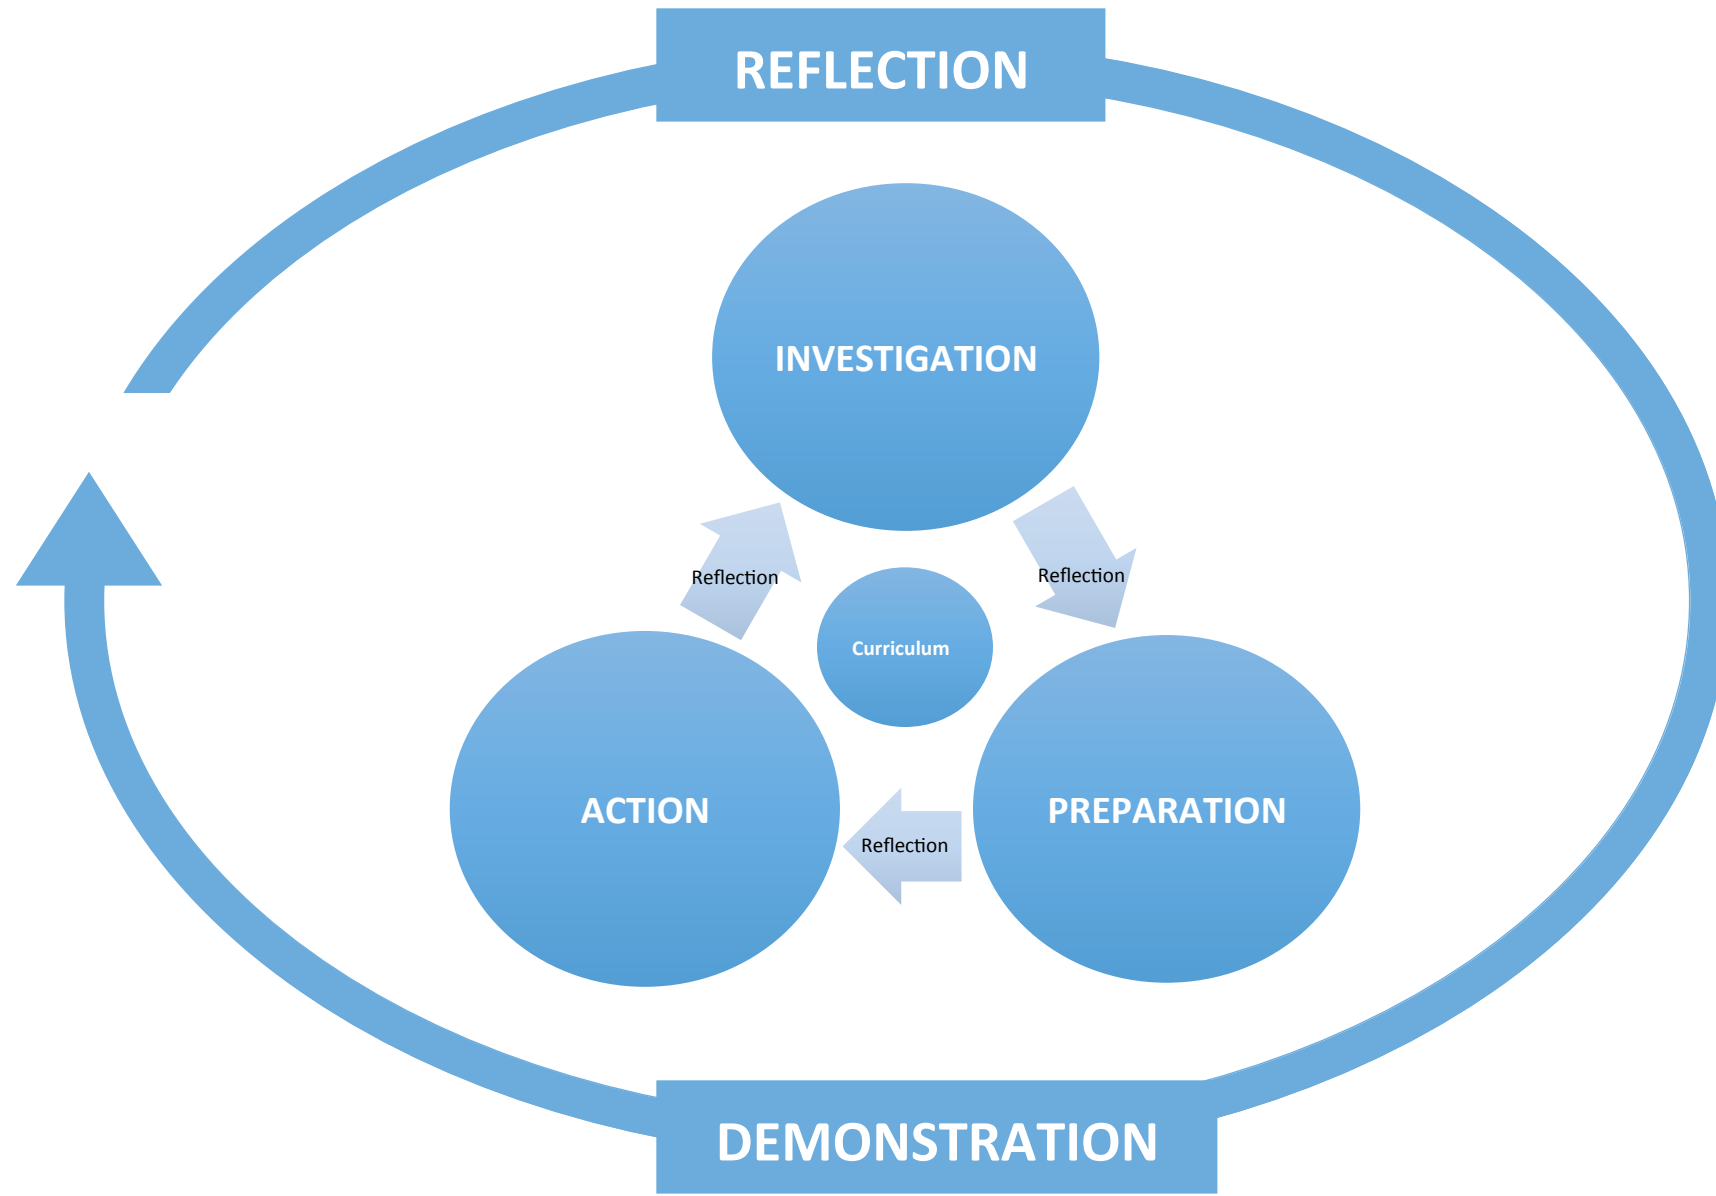 REFLECTION
INVESTIGATION
Reflection
Reflection
Curriculum
ACTION
PREPARATION
Reflection
DEMONSTRATION